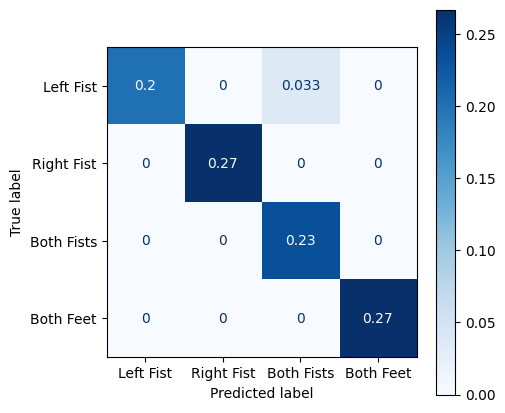 True label
Left Fist 0.2 0 0.033 0
Right Fist 0 0.27 0 0
Both Fists 0 0 0.23 0
Both Feet 0 0 0 0.27
Left Fist Right Fist Both Fists Both Feet
Predicted label
0.25
0.20
0.15
0.10
0.05
0.00